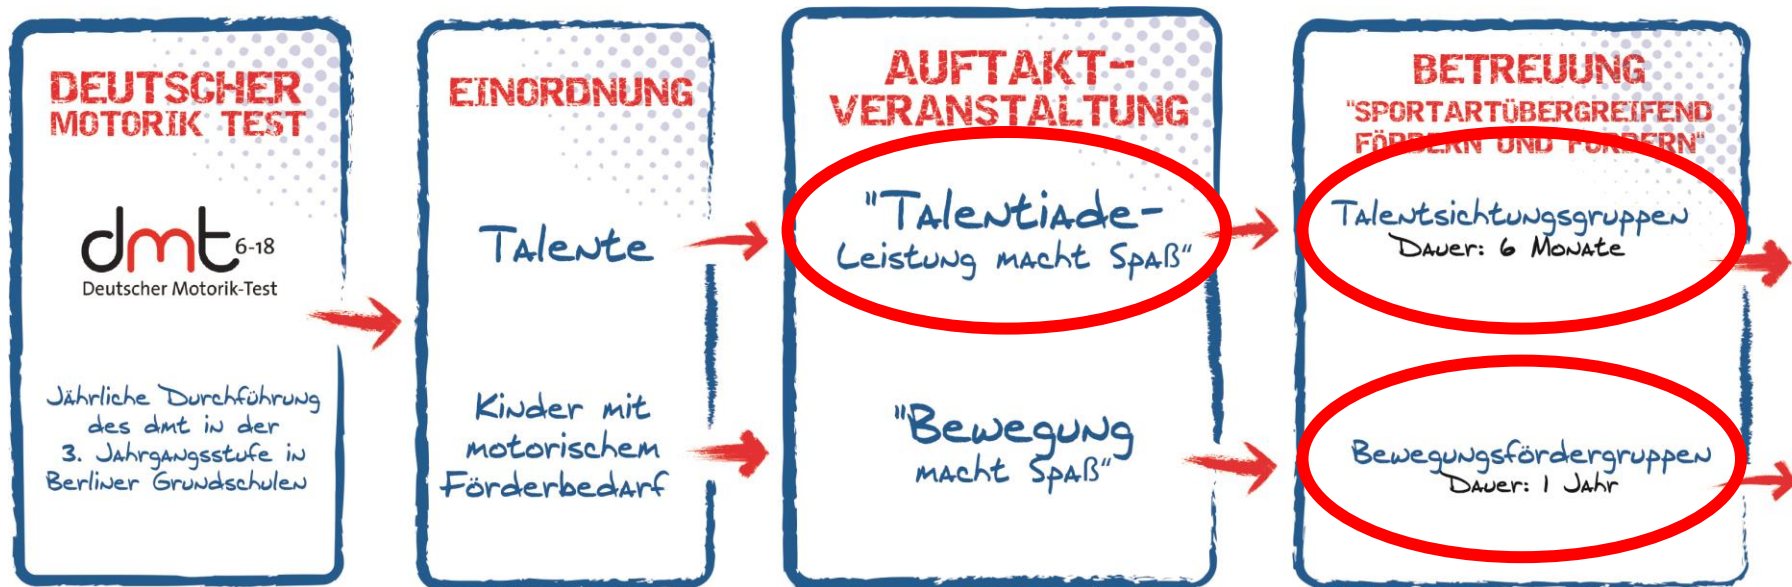 DEUTSCHER
MOTORIK TEST
dmt 6-18
Deutscher Motorik-Test
Jährliche Durchführung
des dmt in der
3. Jahrgangsstufe in
Berliner Grundschulen
EINORDNUNG
Talente
Kinder mit
motorischem
Förderbedarf
AUFTAKT-
VERANSTALTUNG
"Talentiade-
Leistung macht Spaß"
"Bewegung
macht Spaß"
BETREUUNG
"SPORTARTÜBERGREIFEND
FÖRDERN UND FORDERN"
Talentsichtungsgruppen
Dauer: 6 Monate
Bewegungsfördergruppen
Dauer: 1 Jahr